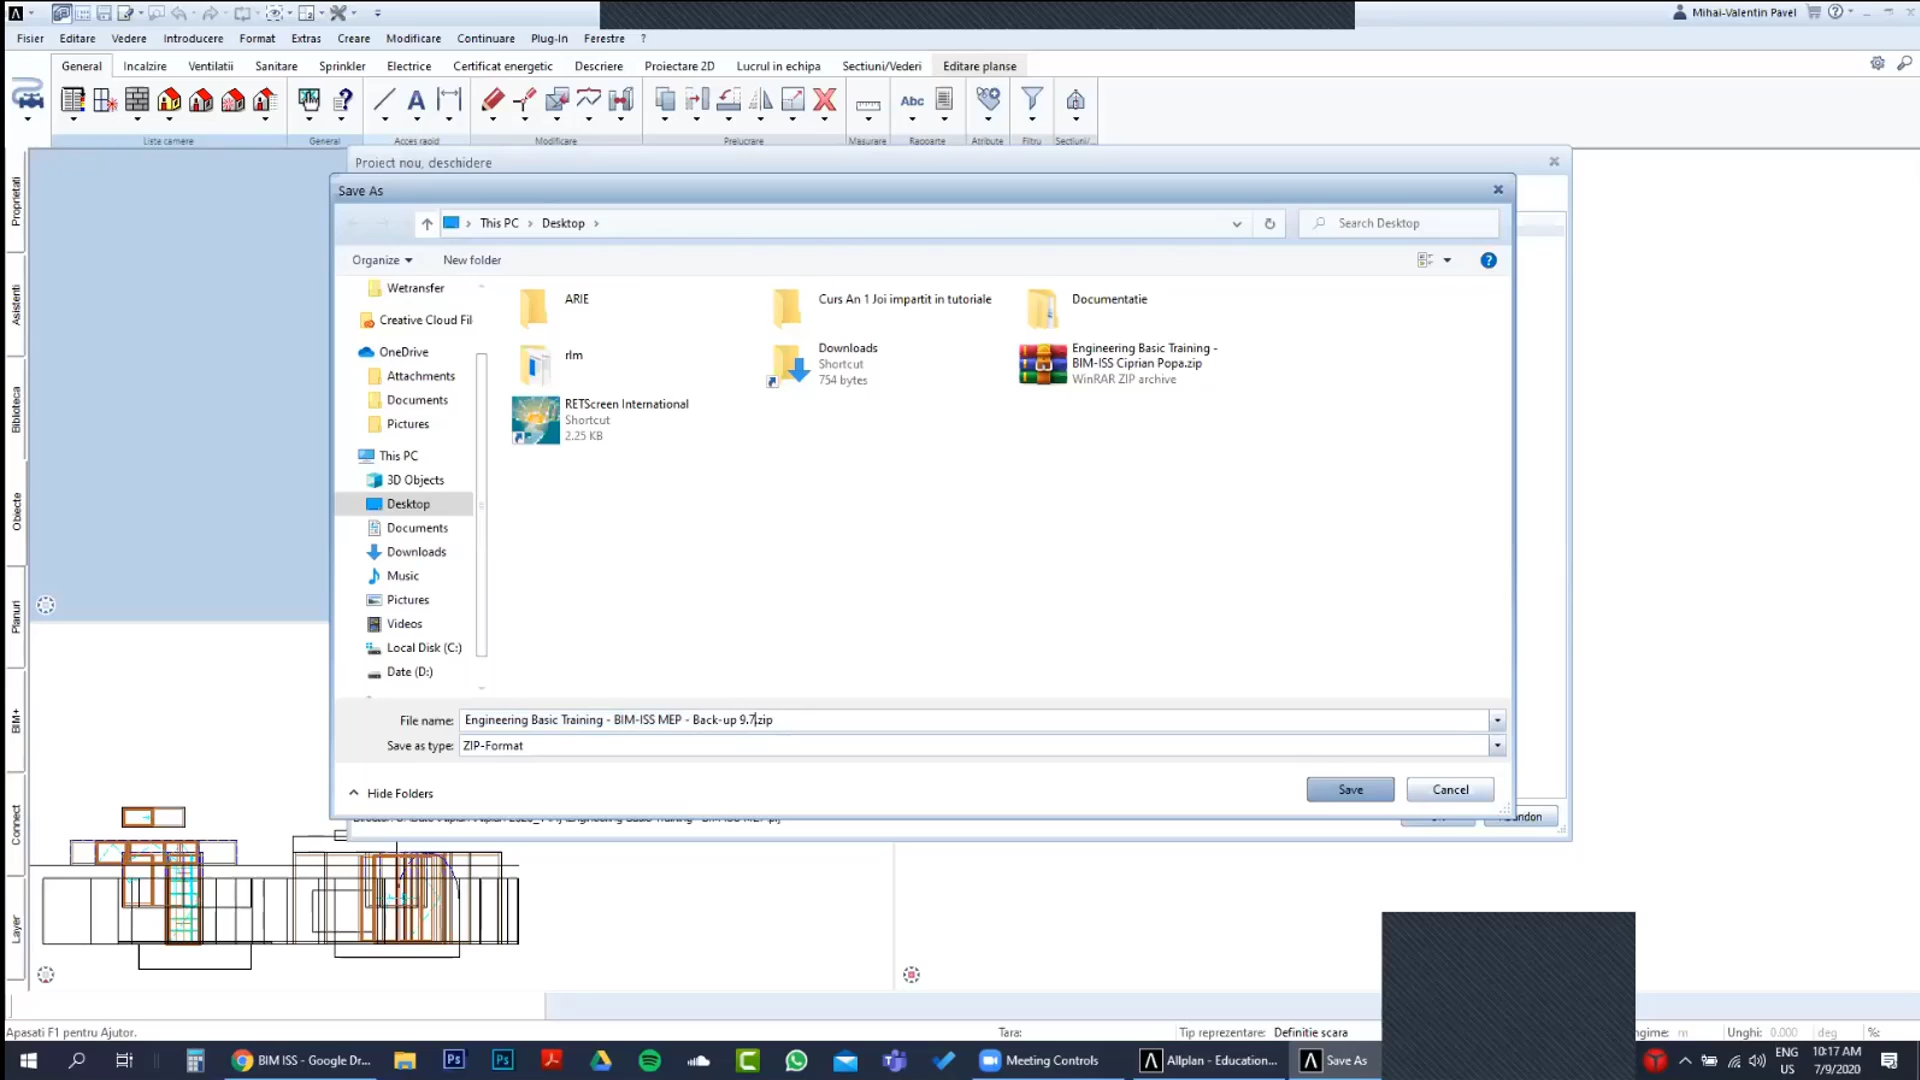 Mihai-Valentin Pavel
Fisier Editare Vedere Introducere Format Extras Creare Modificare Continuare Plug-In Ferestre ?
General Incalzire Ventilatii Sanitare Sprinkler Electrice Certificat energetic Descriere Proiectare 2D Lucrul in echipa Sectiuni/Vederi Editare planse
Abc
Liste camere General Acces rapid Modificare Prelucrare Masurare Rapoarte Atribute Filtru Sectiuni/
Proprietati
Asistenti
Biblioteca
Objecte
Planuri
BIM+
Connect
Layer
Proiect nou, deschidere
Save As
This PC > Desktop >
Search Desktop
Organize New folder
Wetransfer
Creative Cloud Fil
OneDrive
Attachments
Documents
Pictures
This PC
3D Objects
Desktop
Documents
Downloads
Music
Pictures
Videos
Local Disk (C:)
Date (D:)
ARIE
Curs An 1 Joi impartit in tutoriale
Documentatie
rlm
Downloads
Shortcut
754 bytes
Engineering Basic Training -
BIM-ISS Ciprian Popa.zip
WinRAR ZIP archive
RETScreen International
Shortcut
2.25 KB
File name: Engineering Basic Training - BIM-ISS MEP - Back-up 9.7.zip
Save as type: ZIP-Format
Hide Folders
Save Cancel
Apasati F1 pentru Ajutor.
Tara:
Tip reprezentare: Definitie scara
ngime: m
Unghi: 0.000 deg
%:
BIM ISS - Google Dr...
Meeting Controls
Allplan - Education...
Save As
ENG
US
10:17 AM
7/9/2020